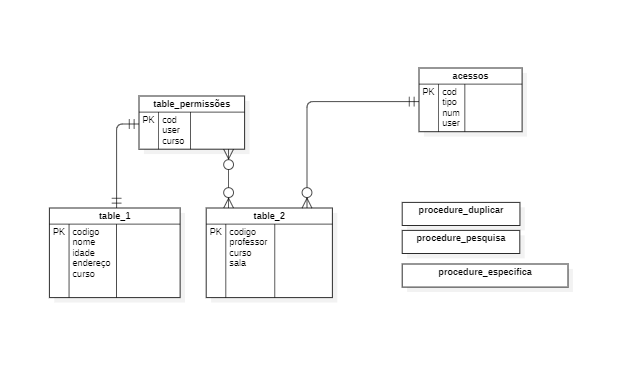 acessos
PK cod
tipo
num
user
table_permissões
PK cod
user
curso
table_1
PK codigo
nome
idade
endereço
curso
table_2
PK codigo
professor
curso
sala
procedure_duplicar
procedure_pesquisa
procedure_especifica